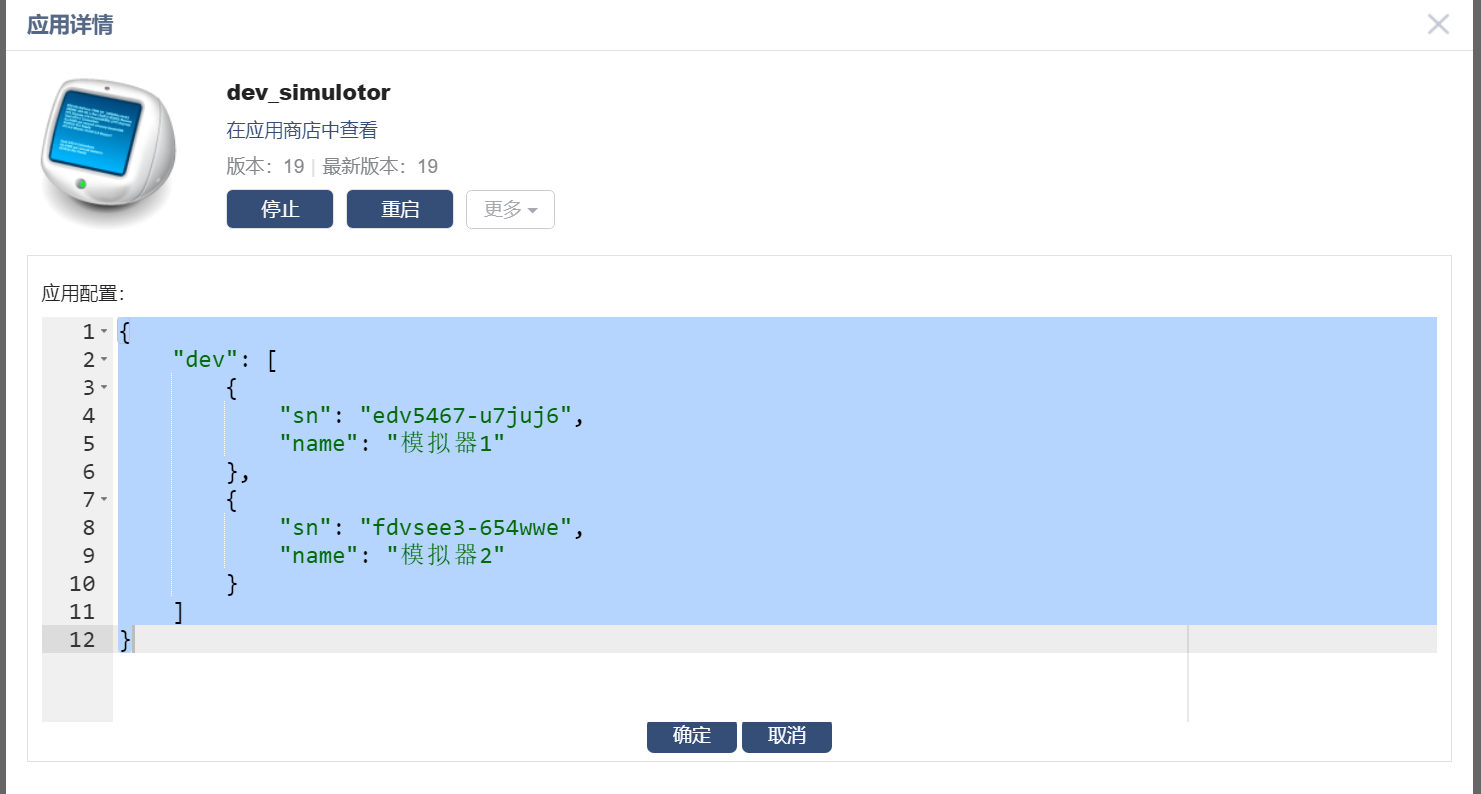 应用详情
dev_simulotor
在应用商店中查看
版本：19 | 最新版本：19
停止 重启 更多
应用配置：
1 {
2 "dev": [
3 {
4 "sn": "edv5467-u7juj6",
5 "name": "模拟器1"
6 },
7 {
8 "sn": "fdvsee3-654wwe",
9 "name": "模拟器2"
10 }
11 ]
12 }
确定 取消